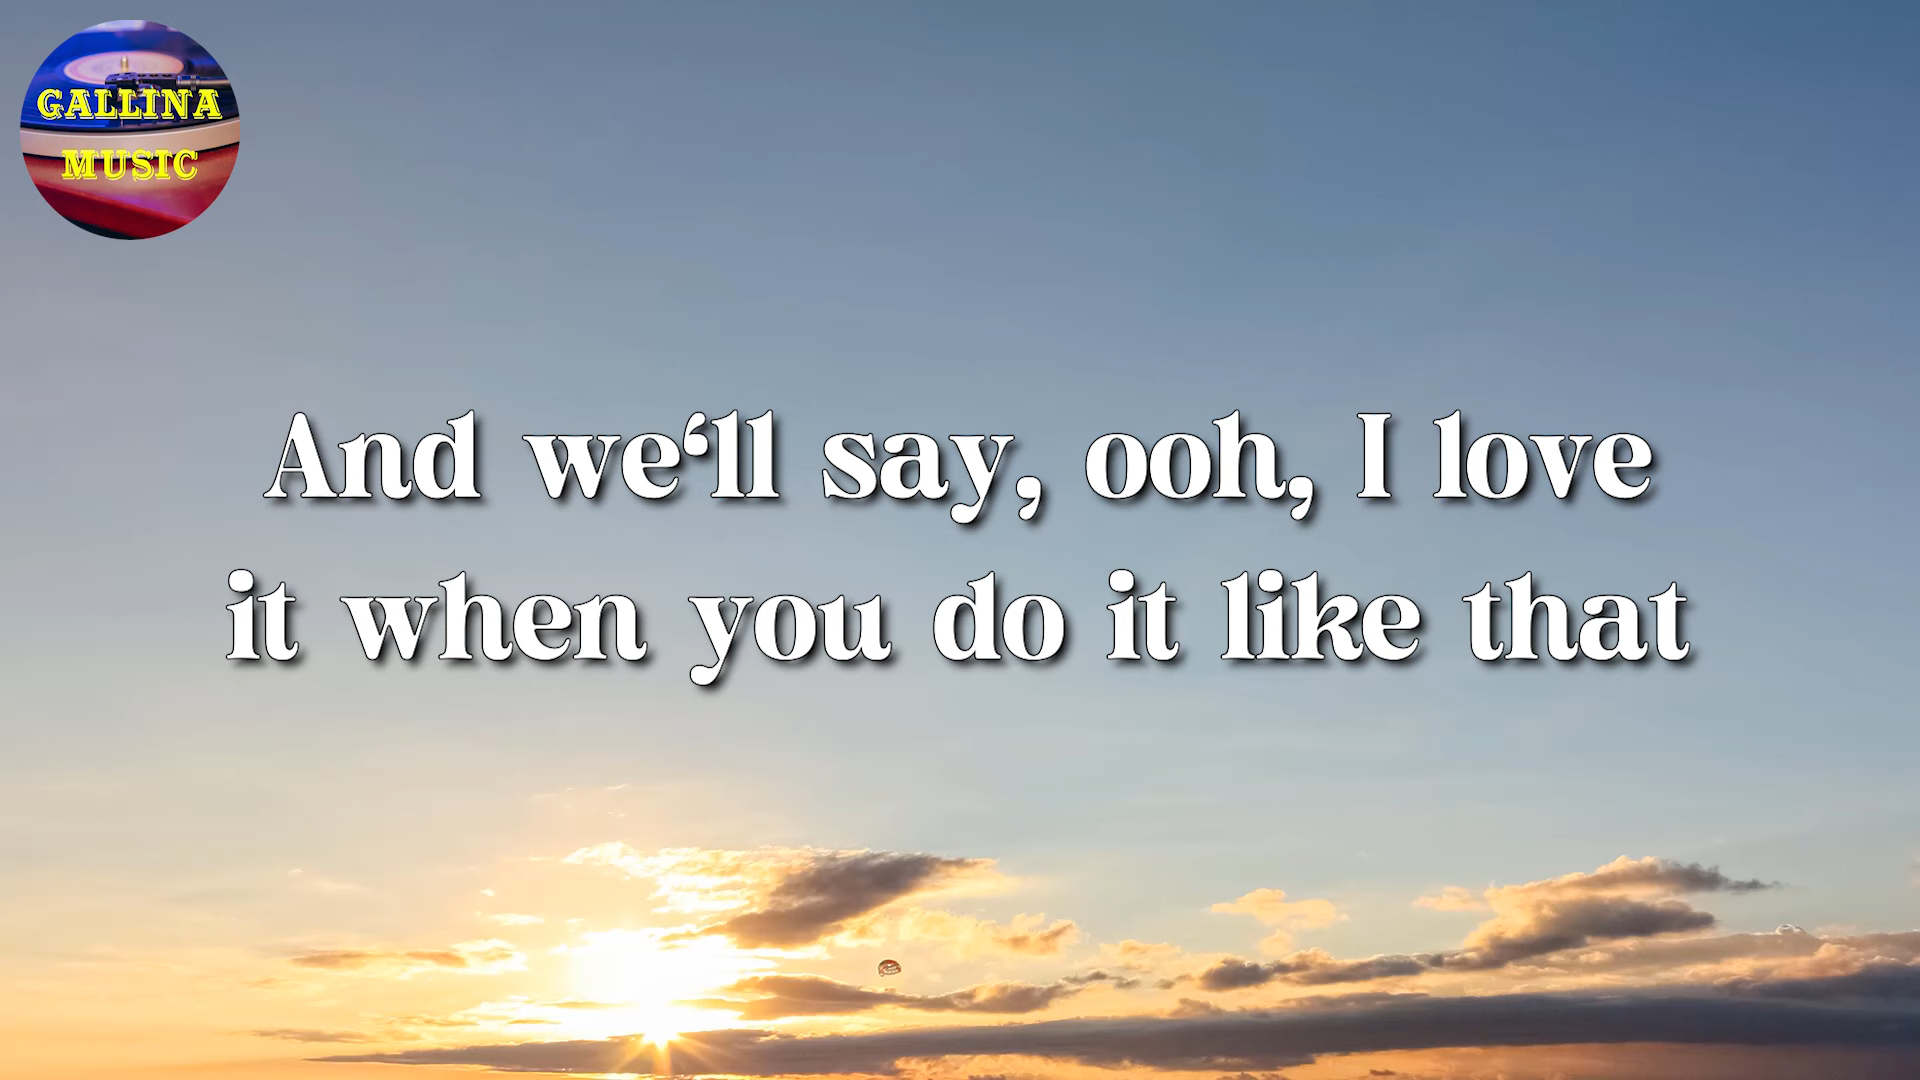 GALLINA
MUSIC
And we‘ll say, ooh, I love
it when you do it like that